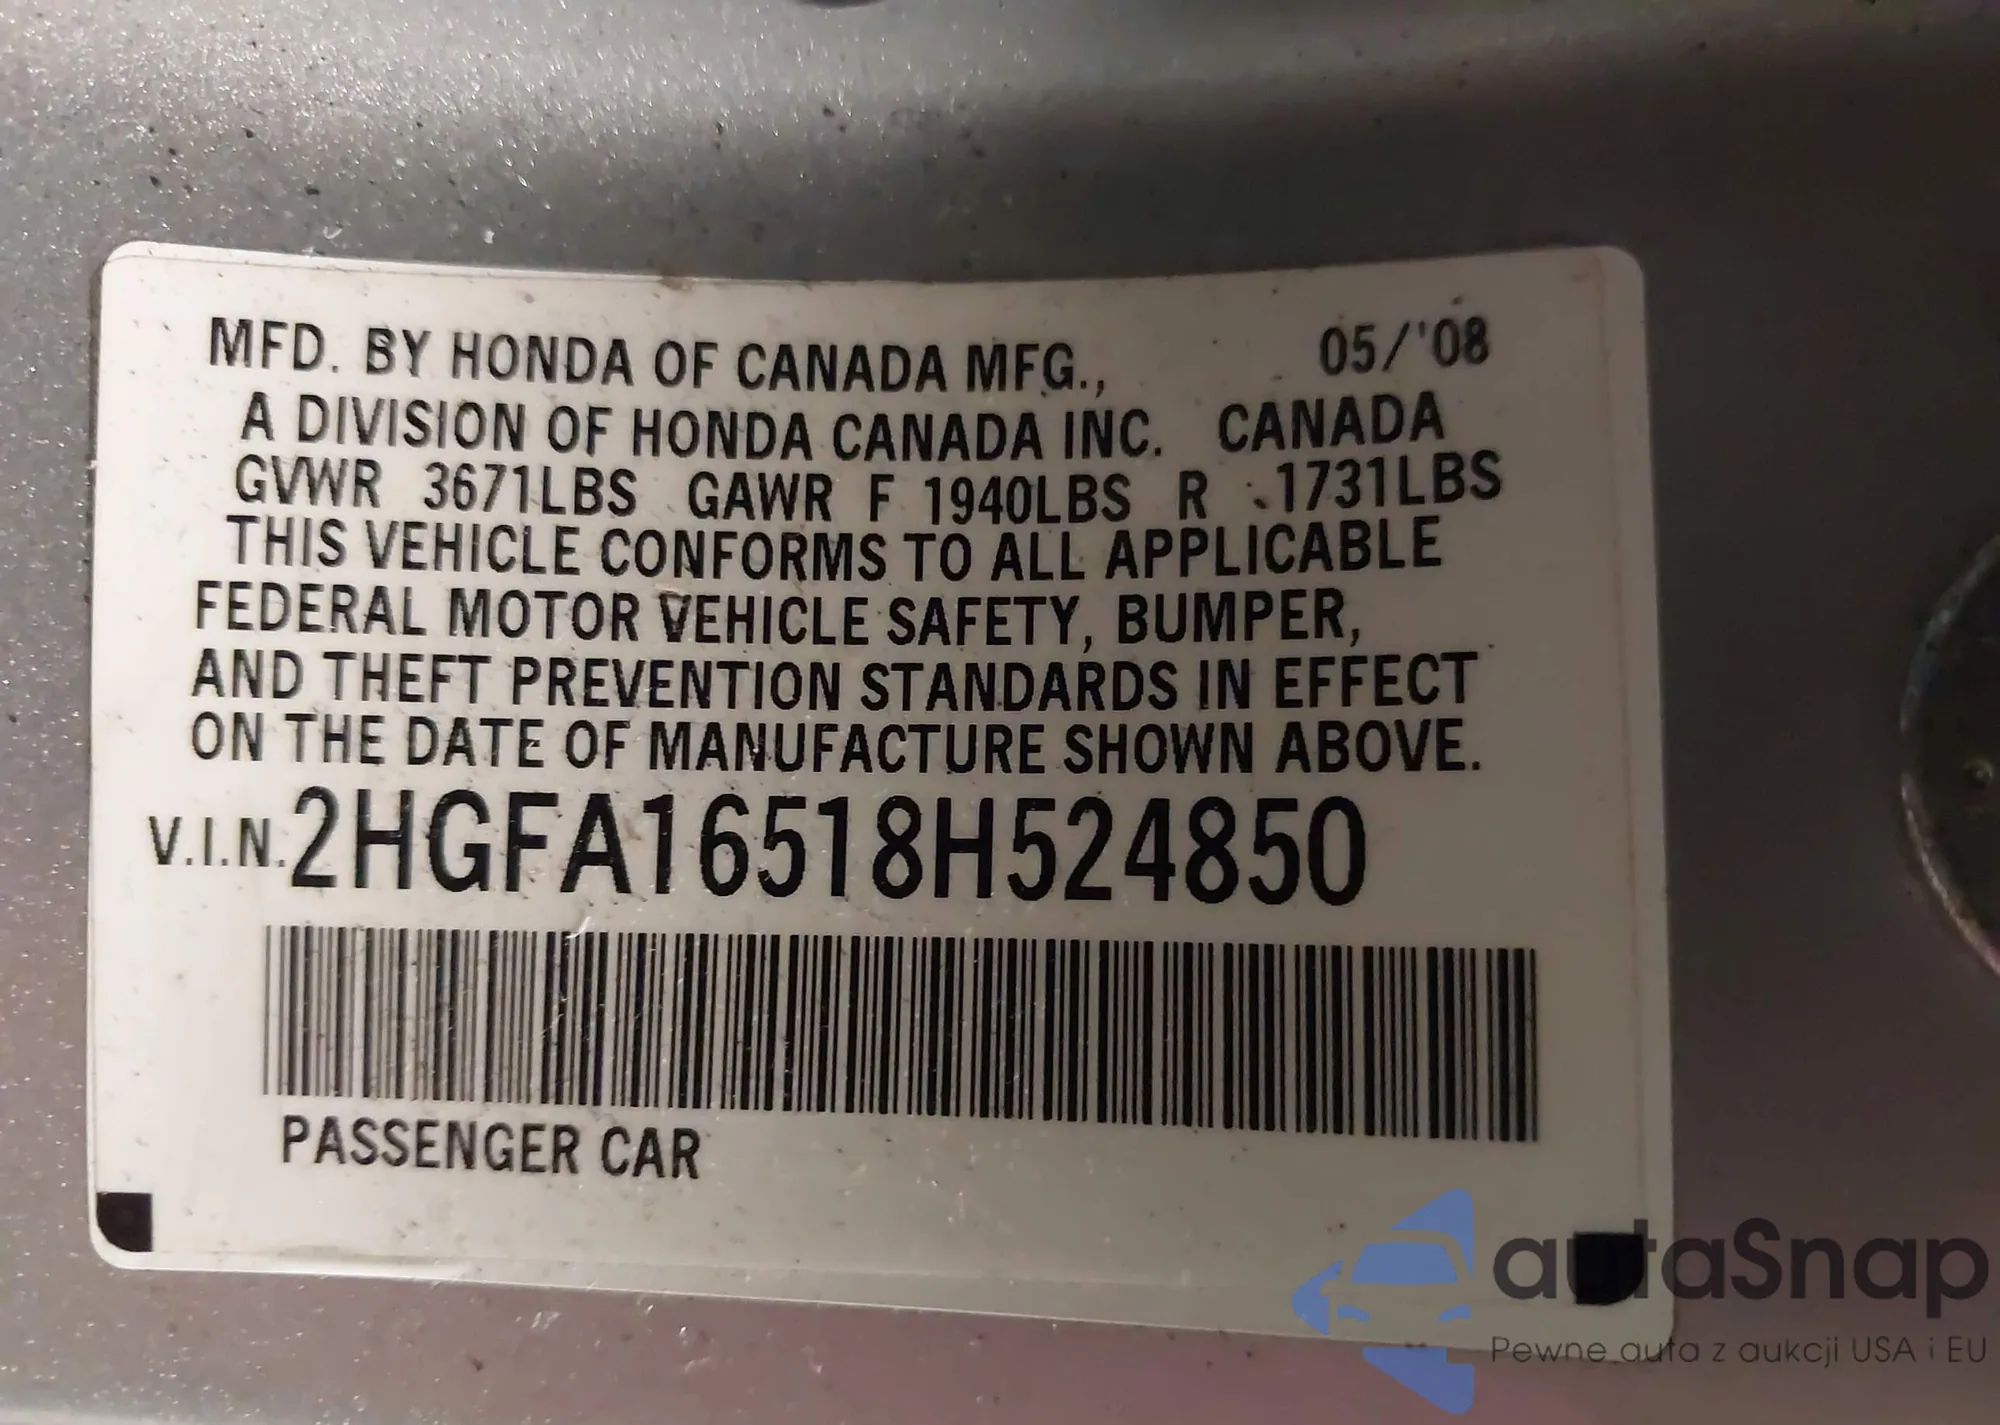 MFD. BY HONDA OF CANADA MFG., 05/'08
A DIVISION OF HONDA CANADA INC. CANADA
GVWR 3671LBS GAWR F 1940LBS R 1731LBS
THIS VEHICLE CONFORMS TO ALL APPLICABLE
FEDERAL MOTOR VEHICLE SAFETY, BUMPER,
AND THEFT PREVENTION STANDARDS IN EFFECT
ON THE DATE OF MANUFACTURE SHOWN ABOVE.
V.I.N. 2HGFA16518H524850
PASSENGER CAR
autaSnap
Pewne auta z aukcji USA i EU